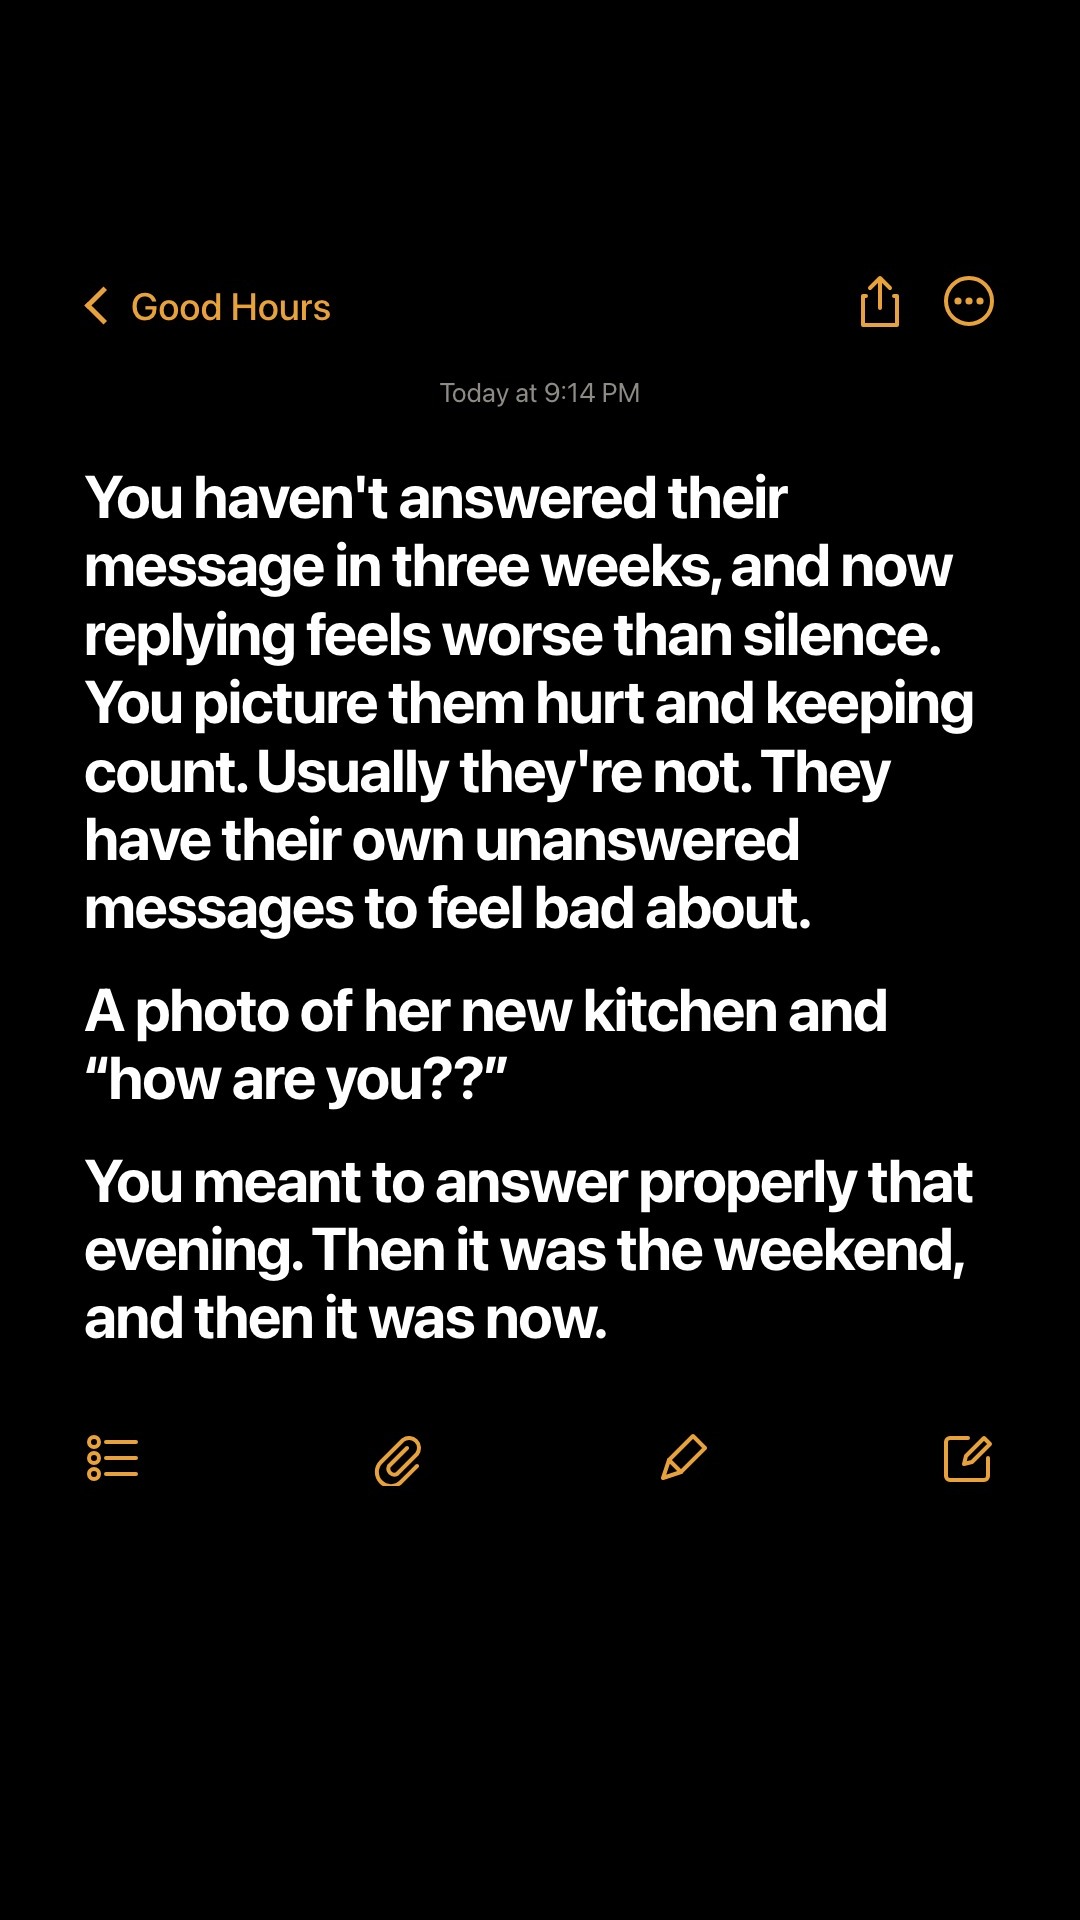 Good Hours
Today at 9:14 PM
You haven't answered their
message in three weeks, and now
replying feels worse than silence.
You picture them hurt and keeping
count. Usually they're not. They
have their own unanswered
messages to feel bad about.
A photo of her new kitchen and
“how are you??”
You meant to answer properly that
evening. Then it was the weekend,
and then it was now.